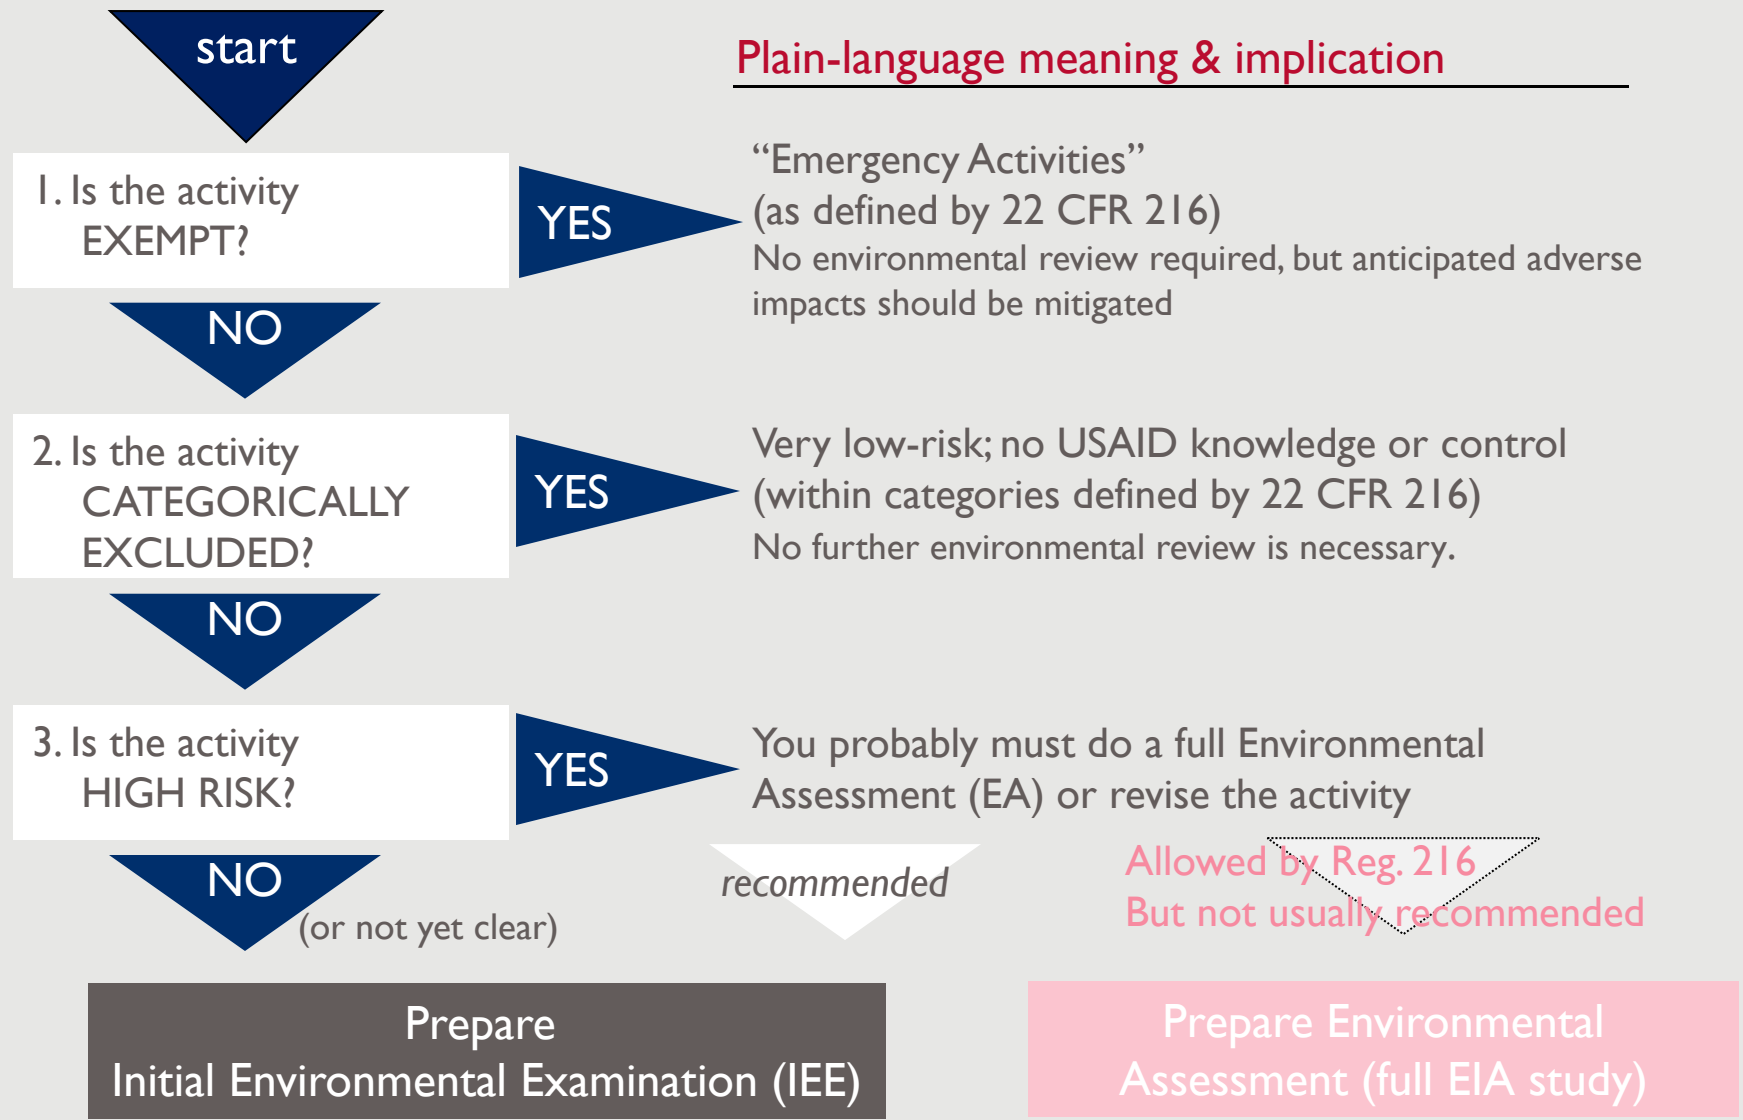 start
Plain-language meaning & implication
1. Is the activity
EXEMPT?
YES
“Emergency Activities”
(as defined by 22 CFR 216)
No environmental review required, but anticipated adverse
impacts should be mitigated
NO
2. Is the activity
CATEGORICALLY
EXCLUDED?
YES
Very low-risk; no USAID knowledge or control
(within categories defined by 22 CFR 216)
No further environmental review is necessary.
NO
3. Is the activity
HIGH RISK?
YES
You probably must do a full Environmental
Assessment (EA) or revise the activity
NO
(or not yet clear)
recommended
Allowed by Reg. 216
But not usually recommended
Prepare
Initial Environmental Examination (IEE)
Prepare Environmental
Assessment (full EIA study)